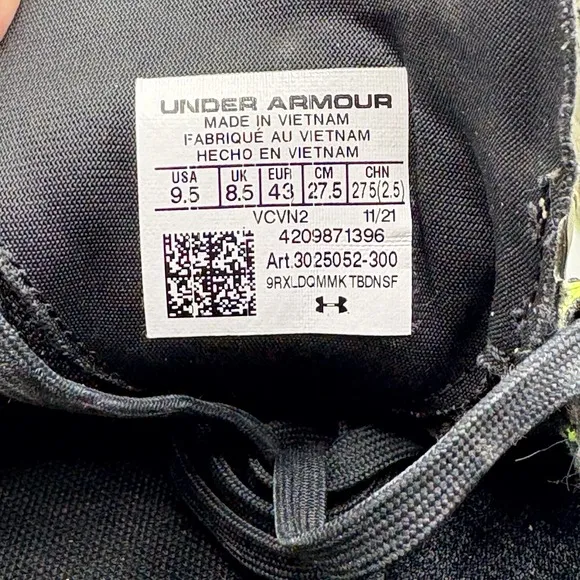 UNDER ARMOUR
MADE IN VIETNAM
FABRIQUÉ AU VIETNAM
HECHO EN VIETNAM
USA UK EUR CM CHN
9.5 8.5 43 27.5 275(2.5)
VCVN2 11/21
4209871396
Art.3025052-300
9RXLDQMMKTBDNSF